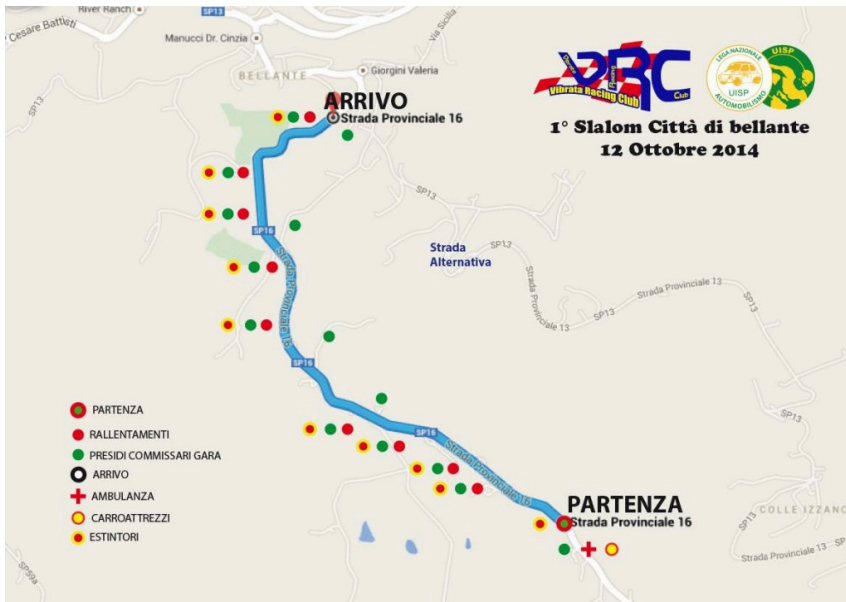 River Ranch
SP13
Cesare Battisti
Manucci Dr. Cinzia
Via Sicilia
BELLANTE
Giorgini Valeria
Vibrata Racing Club
Club
LEGA NAZIONALE
UISP
AUTOMOBILISMO
UISP
1° Slalom Città di bellante
12 Ottobre 2014
ARRIVO
Strada Provinciale 16
SP13
SP13
SP16
Strada
Alternativa
SP13
Strada Provinciale 16
Strada Provinciale 13
Strada Provinciale 13
SP16
PARTENZA
RALLENTAMENTI
PRESIDI COMMISSARI GARA
ARRIVO
AMBULANZA
CARROATTREZZI
ESTINTORI
SP16
Strada Provinciale 16
PARTENZA
Strada Provinciale 16
COLLE IZZANO
SP13
Strada Provinciale 13
SP59a